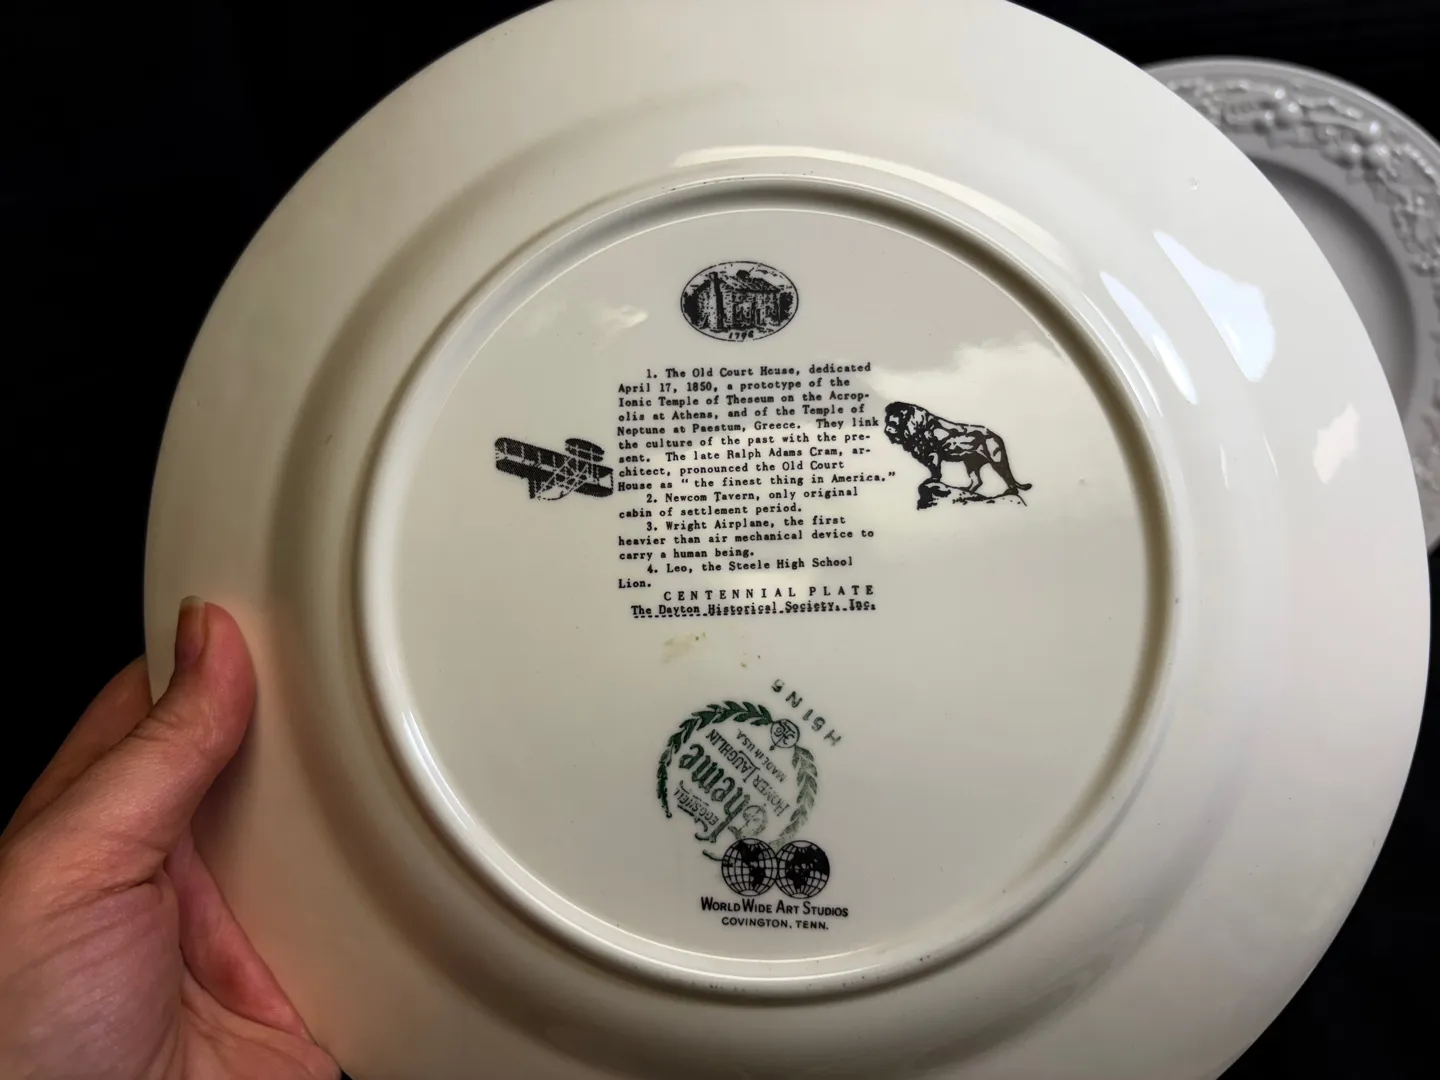 1796
1. The Old Court House, dedicated
April 17, 1850, a prototype of the
Ionic Temple of Theseum on the Acrop-
olis at Athens, and of the Temple of
Neptune at Paestum, Greece. They link
the culture of the past with the pre-
sent. The late Ralph Adams Cram, ar-
chitect, pronounced the Old Court
House as " the finest thing in America."
2. Newcom Tavern, only original
cabin of settlement period.
3. Wright Airplane, the first
heavier than air mechanical device to
carry a human being.
4. Leo, the Steele High School
Lion.
CENTENNIAL PLATE
The Dayton Historical Society, Inc.
H 51 N 5
HLC
MADE IN U.S.A.
HOMER LAUGHLIN
Theme
EGGSHELL
WORLD WIDE ART STUDIOS
COVINGTON, TENN.